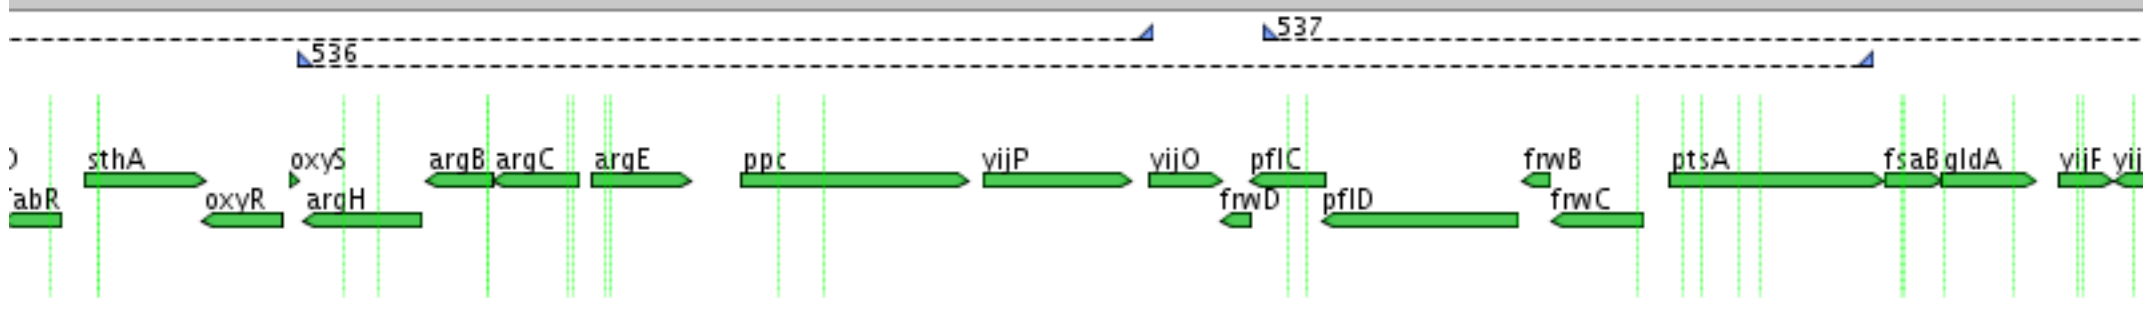 537
536
sthA oxyS argB argC argE ppc yijP yijO pflC frwB ptsA fsaB gldA yijF yij
abR oxyR argH frwD pflD frwC